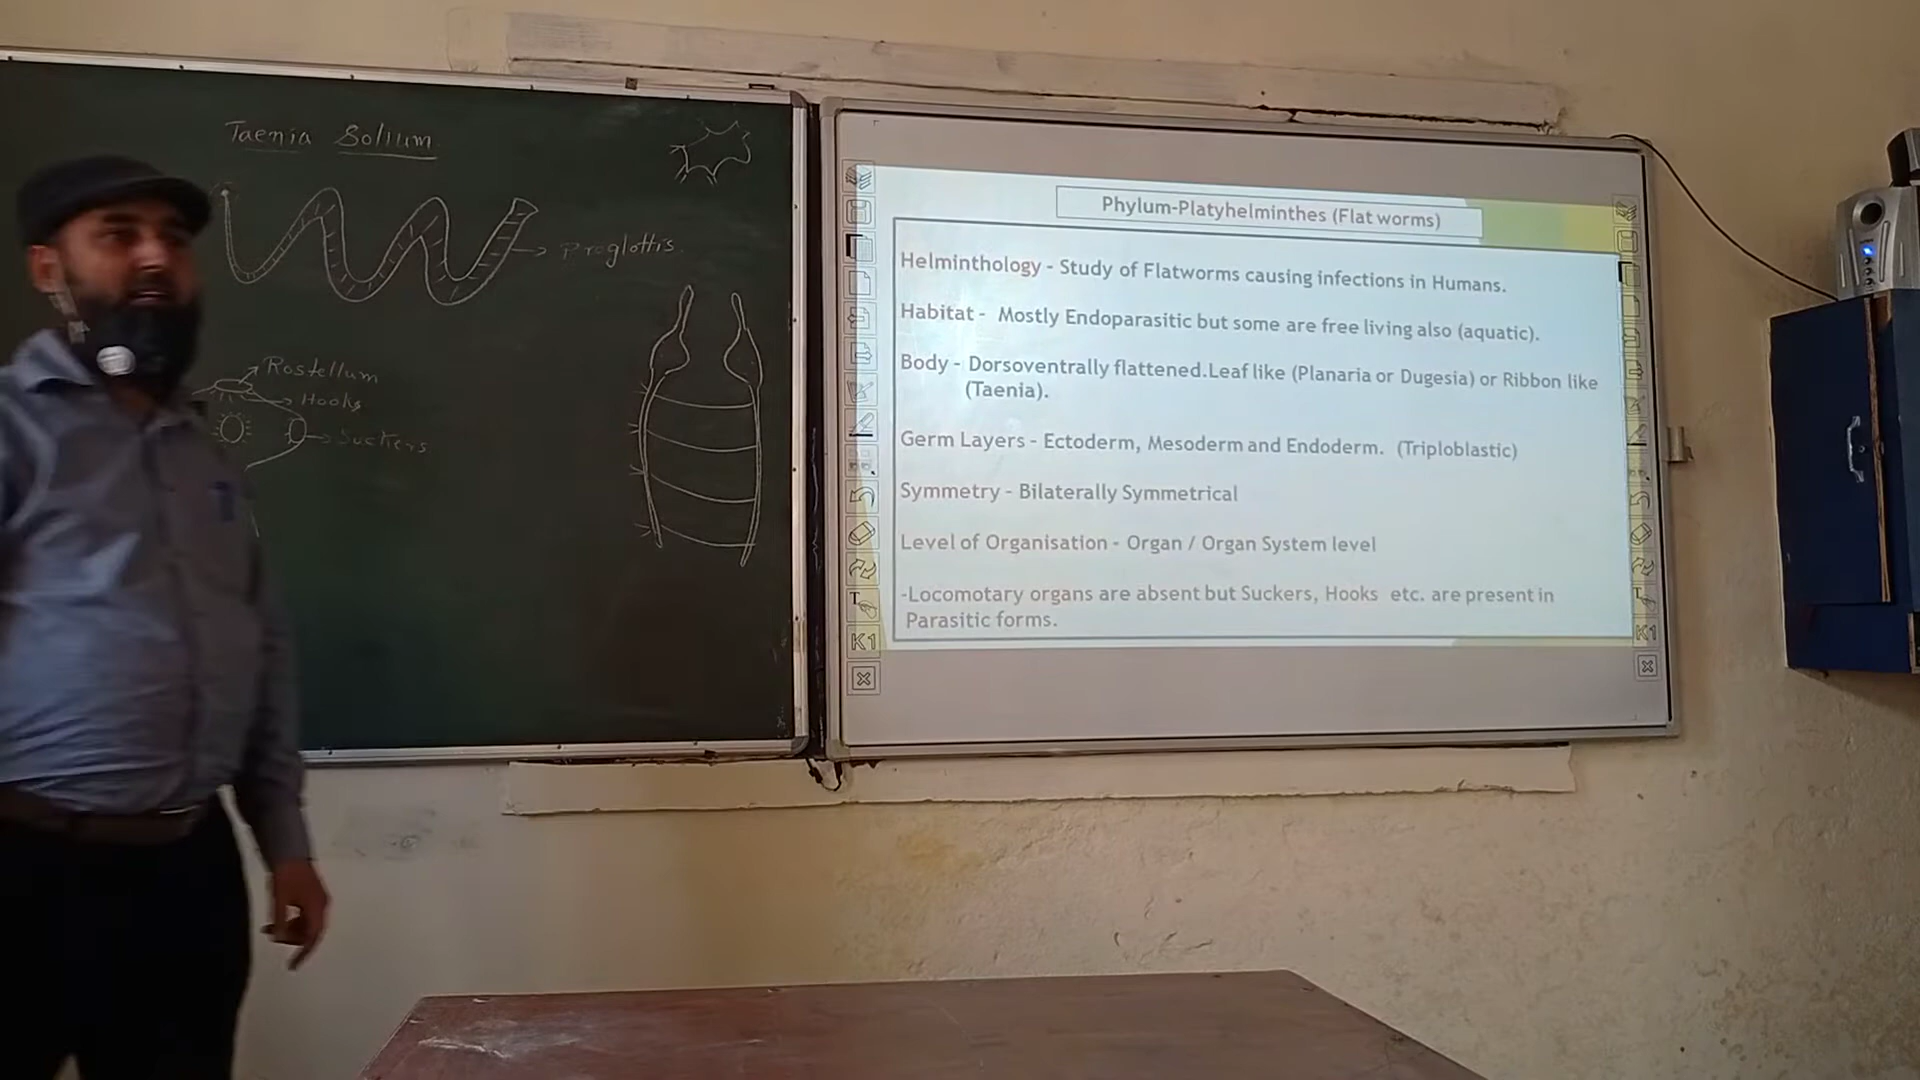 Taenia Solium
Proglottis.
Rostellum
Hooks
Suckers
Phylum-Platyhelminthes (Flat worms)
Helminthology - Study of Flatworms causing infections in Humans.
Habitat - Mostly Endoparasitic but some are free living also (aquatic).
Body - Dorsoventrally flattened.Leaf like (Planaria or Dugesia) or Ribbon like
(Taenia).
Germ Layers - Ectoderm, Mesoderm and Endoderm. (Triploblastic)
Symmetry - Bilaterally Symmetrical
Level of Organisation - Organ / Organ System level
-Locomotary organs are absent but Suckers, Hooks etc. are present in
Parasitic forms.
T
K1
T
K1